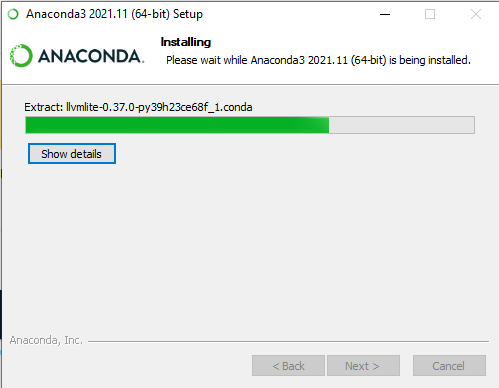 Anaconda3 2021.11 (64-bit) Setup
ANACONDA.
Installing
Please wait while Anaconda3 2021.11 (64-bit) is being installed.
Extract: llvmlite-0.37.0-py39h23ce68f_1.conda
Show details
Anaconda, Inc.
< Back
Next >
Cancel